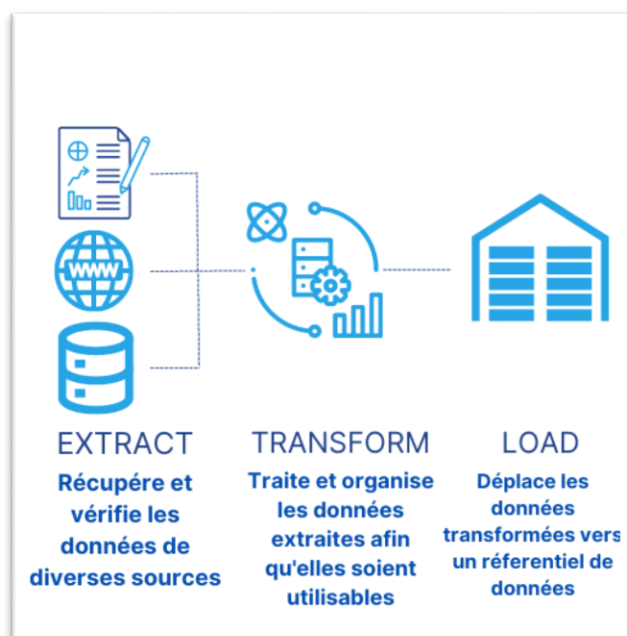 WWW
EXTRACT
Récupére et
vérifie les
données de
diverses sources
TRANSFORM
Traite et organise
les données
extraites afin
qu'elles soient
utilisables
LOAD
Déplace les
données
transformées vers
un réferentiel de
données